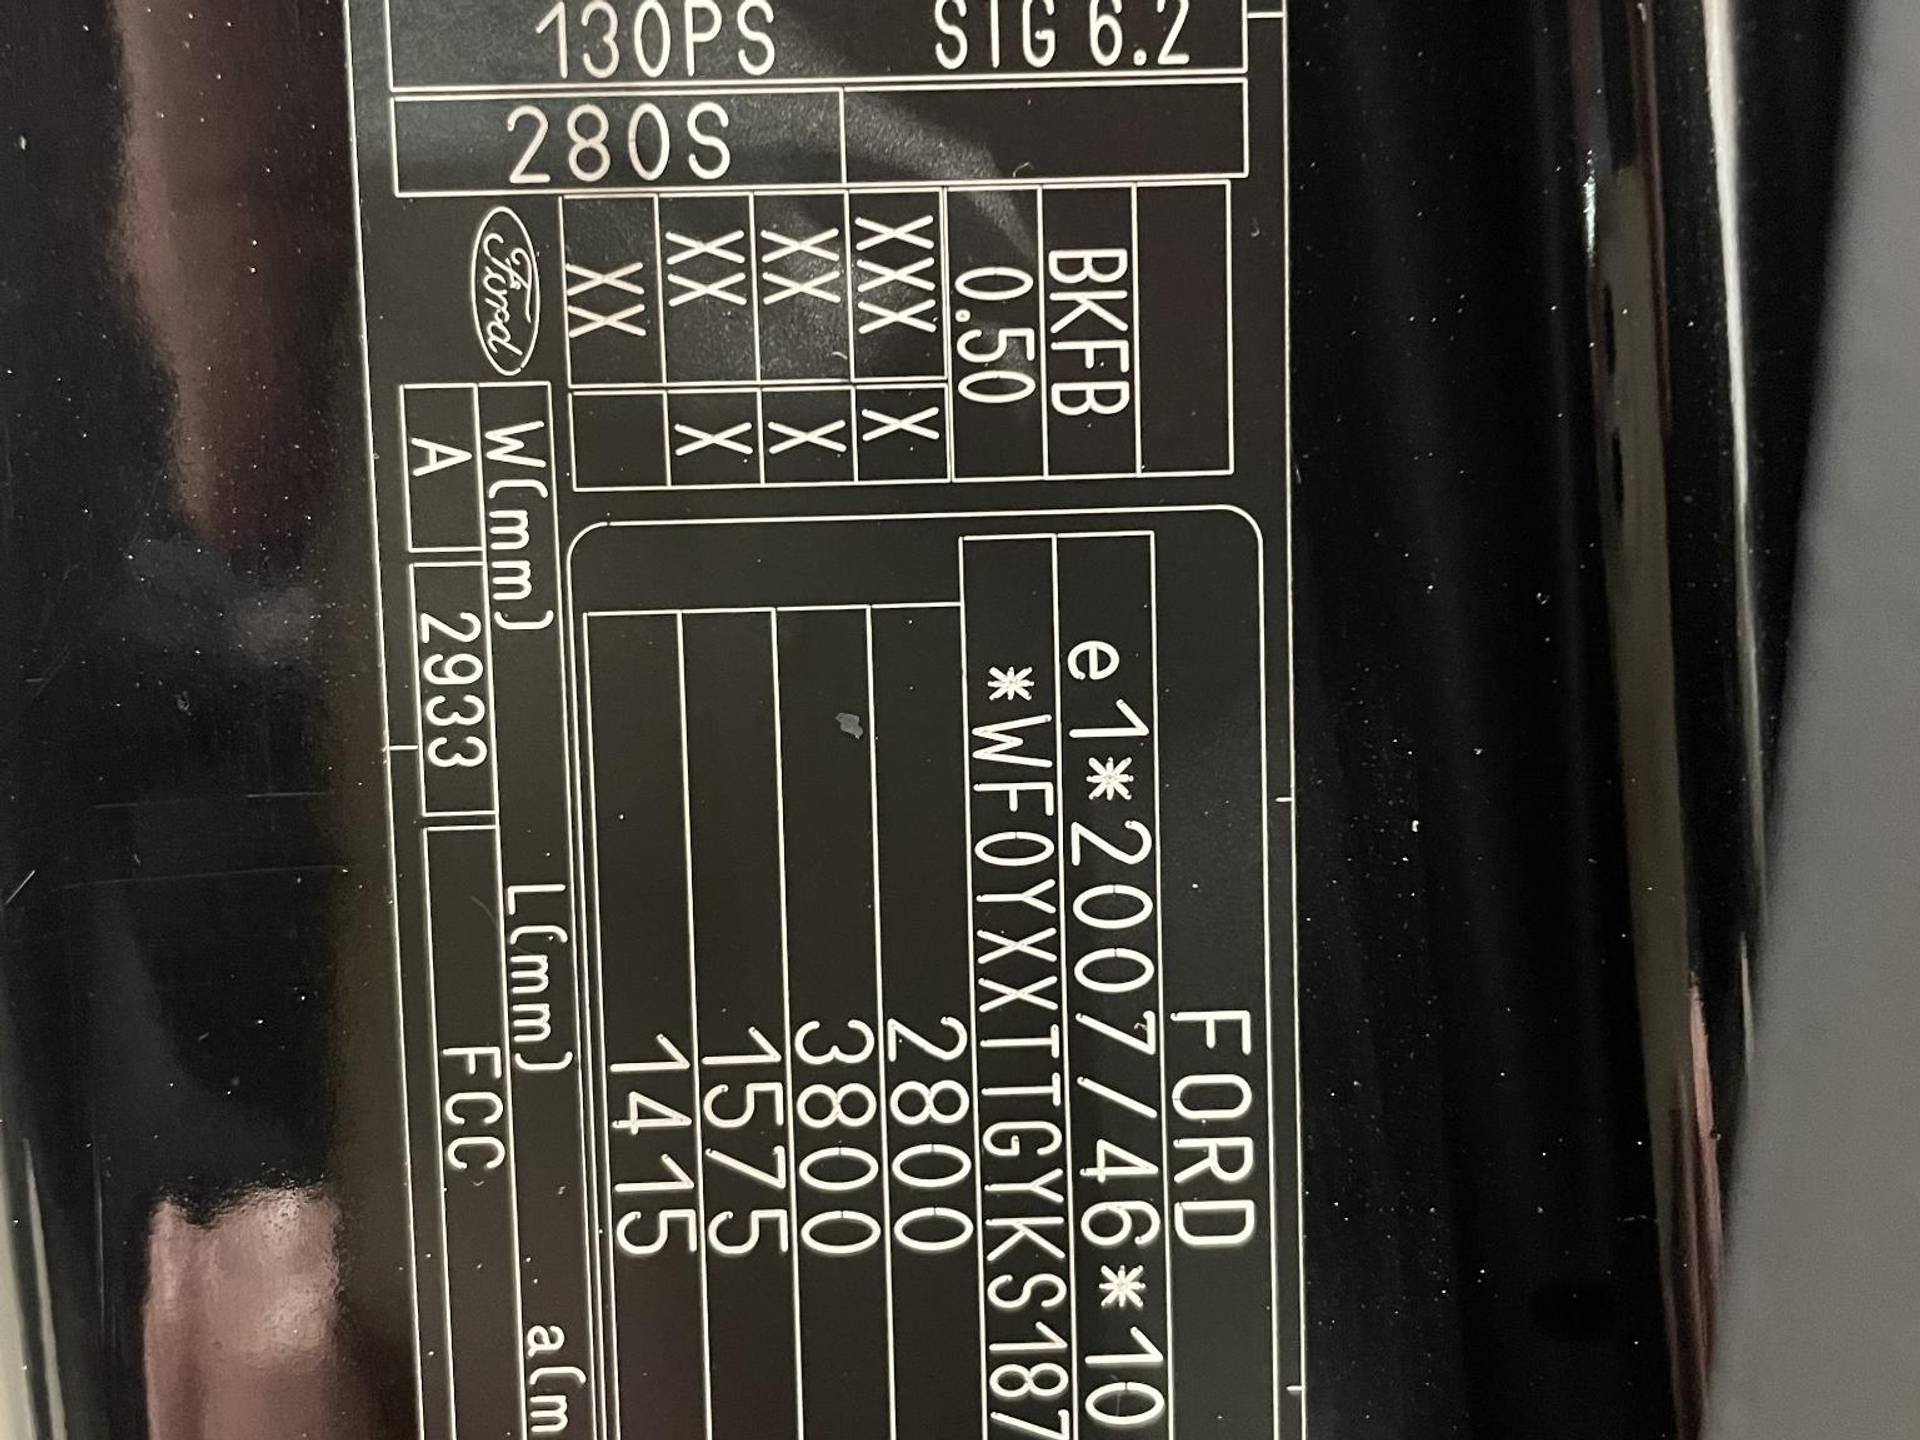 130PS STG 6.2
280S
BKFB
0.50
XXX X
XX X
XX X
XX
Ford
FORD
e1*2007/46*10
*WF0YXXTTGYKS187
2800
3800
1575
1415
W(mm) L(mm) a(m
A 2933 FCC